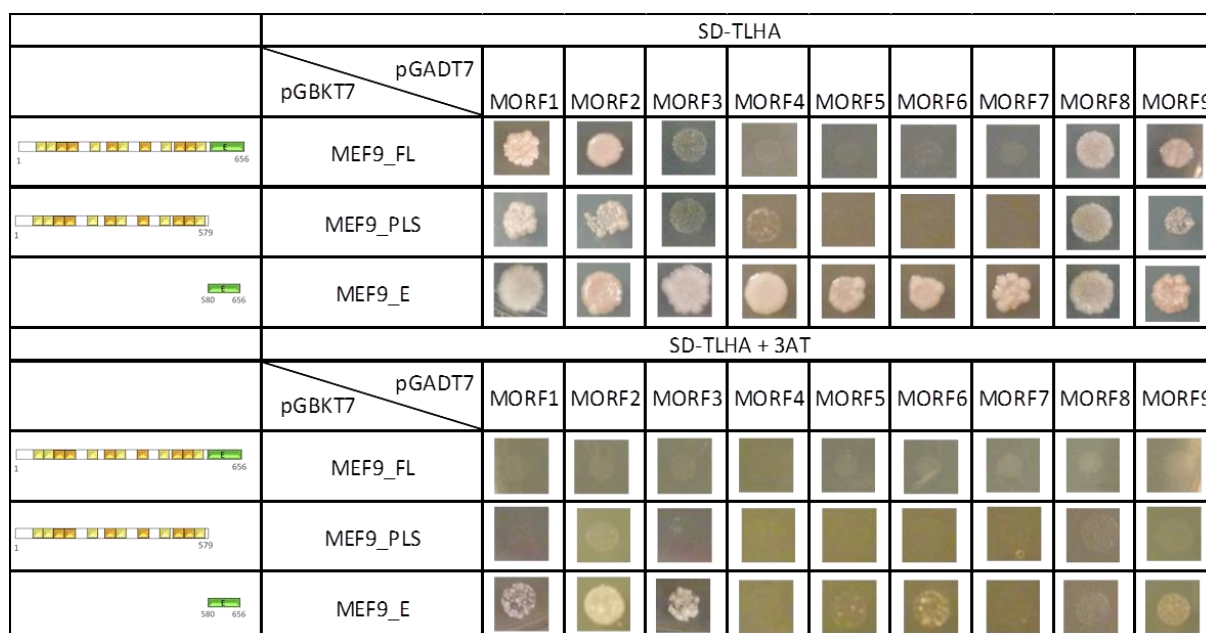 SD-TLHA
pGADT7
pGBKT7
MORF1 MORF2 MORF3 MORF4 MORF5 MORF6 MORF7 MORF8 MORF9
E
1 656
MEF9_FL
1 579
MEF9_PLS
E
580 656
MEF9_E
SD-TLHA + 3AT
pGADT7
pGBKT7
MORF1 MORF2 MORF3 MORF4 MORF5 MORF6 MORF7 MORF8 MORF9
E
1 656
MEF9_FL
1 579
MEF9_PLS
E
580 656
MEF9_E